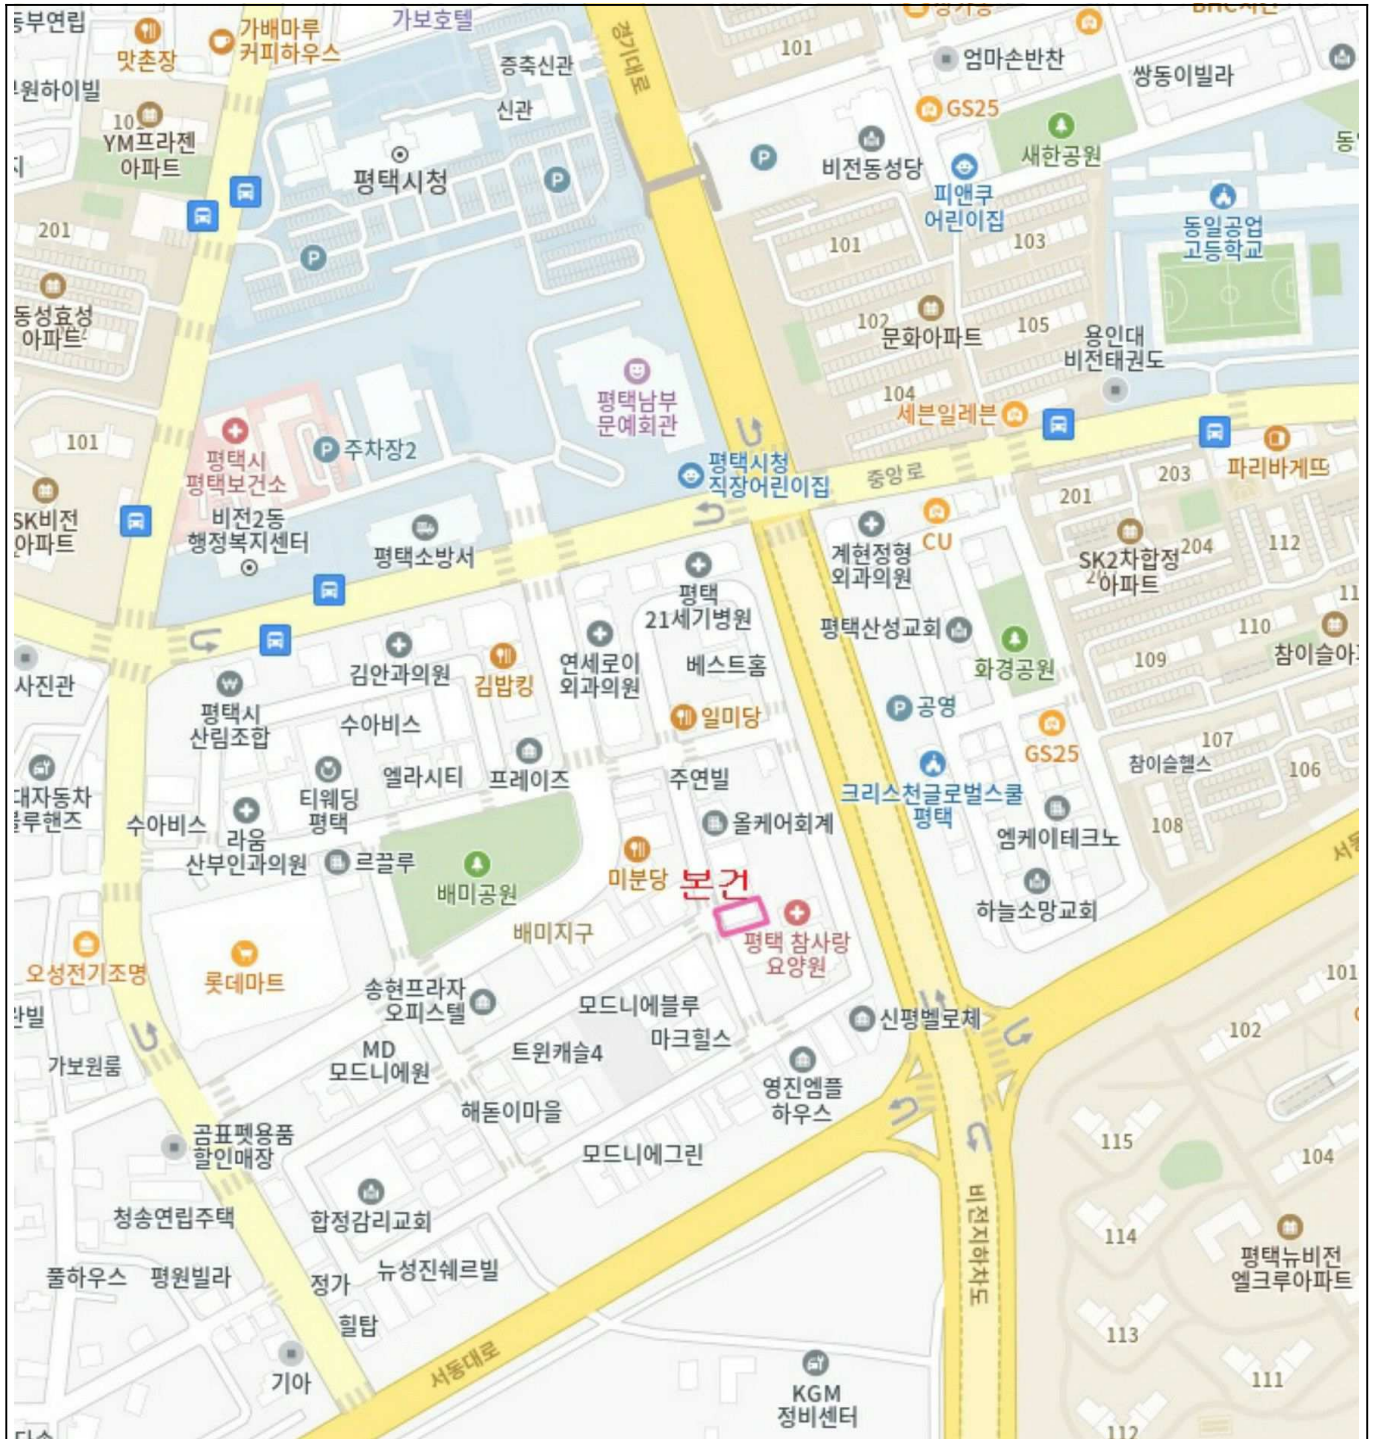 동부연립
맛촌장
가배마루
커피하우스
가보호텔
증축신관
신관
경기대로
101
엄마손반찬
쌍동이빌라
GS25
새한공원
비전동성당
피앤쿠
어린이집
동일공업
고등학교
YM프라젠
아파트
평택시청
P
P
P
201
101
103
동성효성
아파트
102
문화아파트
105
용인대
비전태권도
104
세븐일레븐
평택남부
문예회관
101
평택시
평택보건소
P
주차장2
평택시청
직장어린이집
중앙로
203
파리바게뜨
201
SK비전
아파트
비전2동
행정복지센터
평택소방서
계현정형
외과의원
CU
SK2차합정
아파트
204
112
평택
21세기병원
평택산성교회
화경공원
110
109
참이슬아
사진관
김안과의원
김밥킹
연세로이
외과의원
베스트홈
평택시
산림조합
수아비스
일미당
P
공영
GS25
107
106
참이슬헬스
엘라시티
프레이즈
주연빌
티웨딩
평택
크리스천글로벌스쿨
평택
수아비스
라움
산부인과의원
르끌루
올케어회계
엠케이테크노
108
배미공원
미분당
본건
하늘소망교회
배미지구
평택 참사랑
요양원
오성전기조명
롯데마트
송현프라자
오피스텔
모드니에블루
신평벨로체
101
102
가보원룸
MD
모드니에원
트윈캐슬4
마크힐스
해돋이마을
영진엠플
하우스
곰표펫용품
할인매장
모드니에그린
115
104
청송연립주택
합정감리교회
비전지하차도
114
평택뉴비전
엘크루아파트
풀하우스
평원빌라
정가
뉴성진쉐르빌
힐탑
113
기아
서동대로
KGM
정비센터
111
112